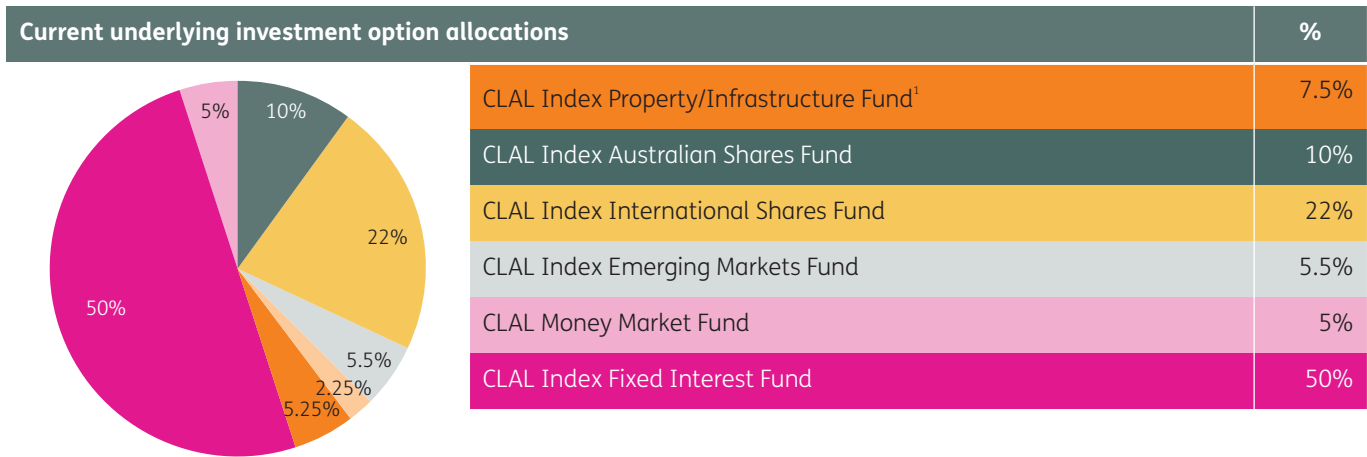 Current underlying investment option allocations %
5%
10%
22%
50%
5.5%
2.25%
5.25%
CLAL Index Property/Infrastructure Fund¹ 7.5%
CLAL Index Australian Shares Fund 10%
CLAL Index International Shares Fund 22%
CLAL Index Emerging Markets Fund 5.5%
CLAL Money Market Fund 5%
CLAL Index Fixed Interest Fund 50%